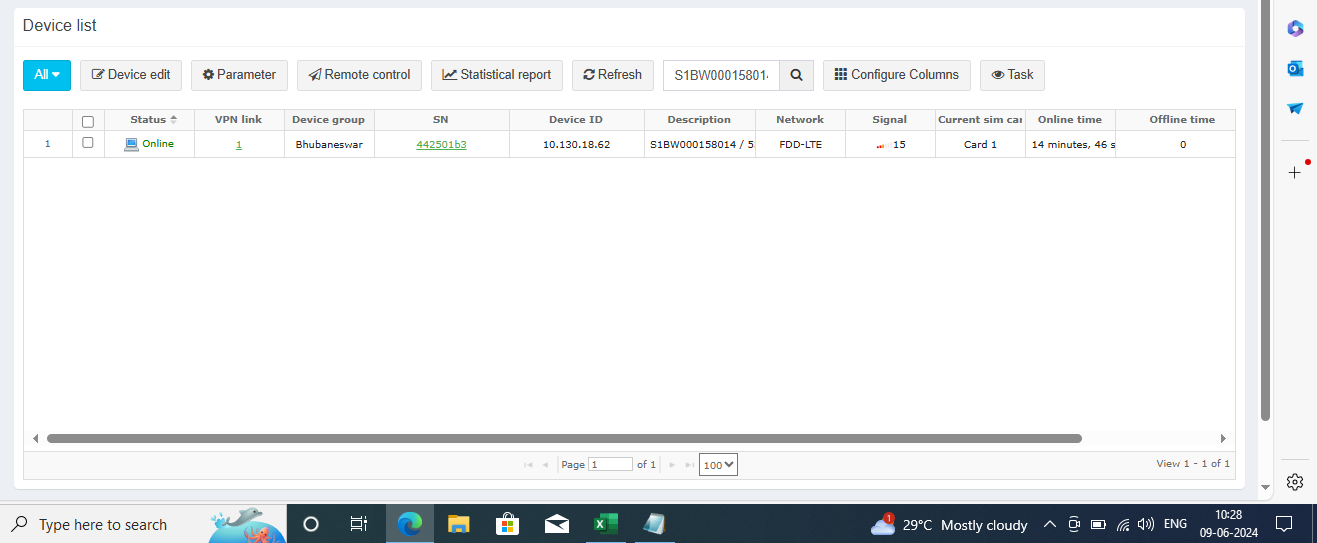 Device list
All Device edit Parameter Remote control Statistical report Refresh S1BW000158014 Configure Columns Task
Status VPN link Device group SN Device ID Description Network Signal Current sim car Online time Offline time
1 Online 1 Bhubaneswar 442501b3 10.130.18.62 S1BW000158014 / 5 FDD-LTE 15 Card 1 14 minutes, 46 s 0
Page 1 of 1 100 View 1 - 1 of 1
Type here to search 1 29°C Mostly cloudy ENG 10:28
09-06-2024